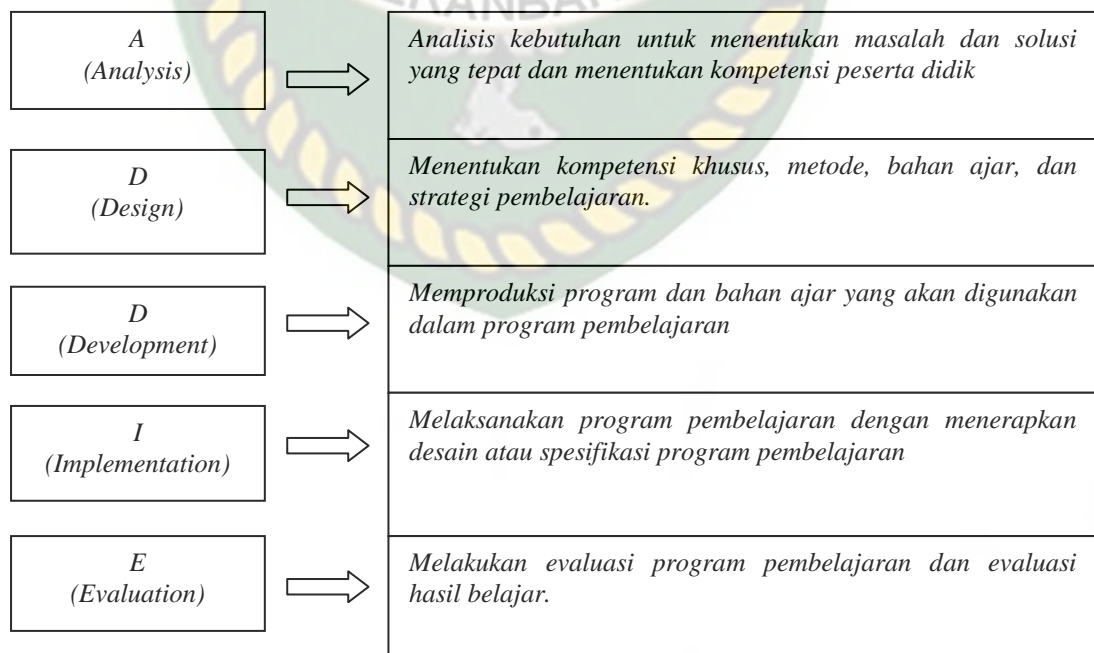 A
(Analysis)
Analisis kebutuhan untuk menentukan masalah dan solusi
yang tepat dan menentukan kompetensi peserta didik
D
(Design)
Menentukan kompetensi khusus, metode, bahan ajar, dan
strategi pembelajaran.
D
(Development)
Memproduksi program dan bahan ajar yang akan digunakan
dalam program pembelajaran
I
(Implementation)
Melaksanakan program pembelajaran dengan menerapkan
desain atau spesifikasi program pembelajaran
E
(Evaluation)
Melakukan evaluasi program pembelajaran dan evaluasi
hasil belajar.